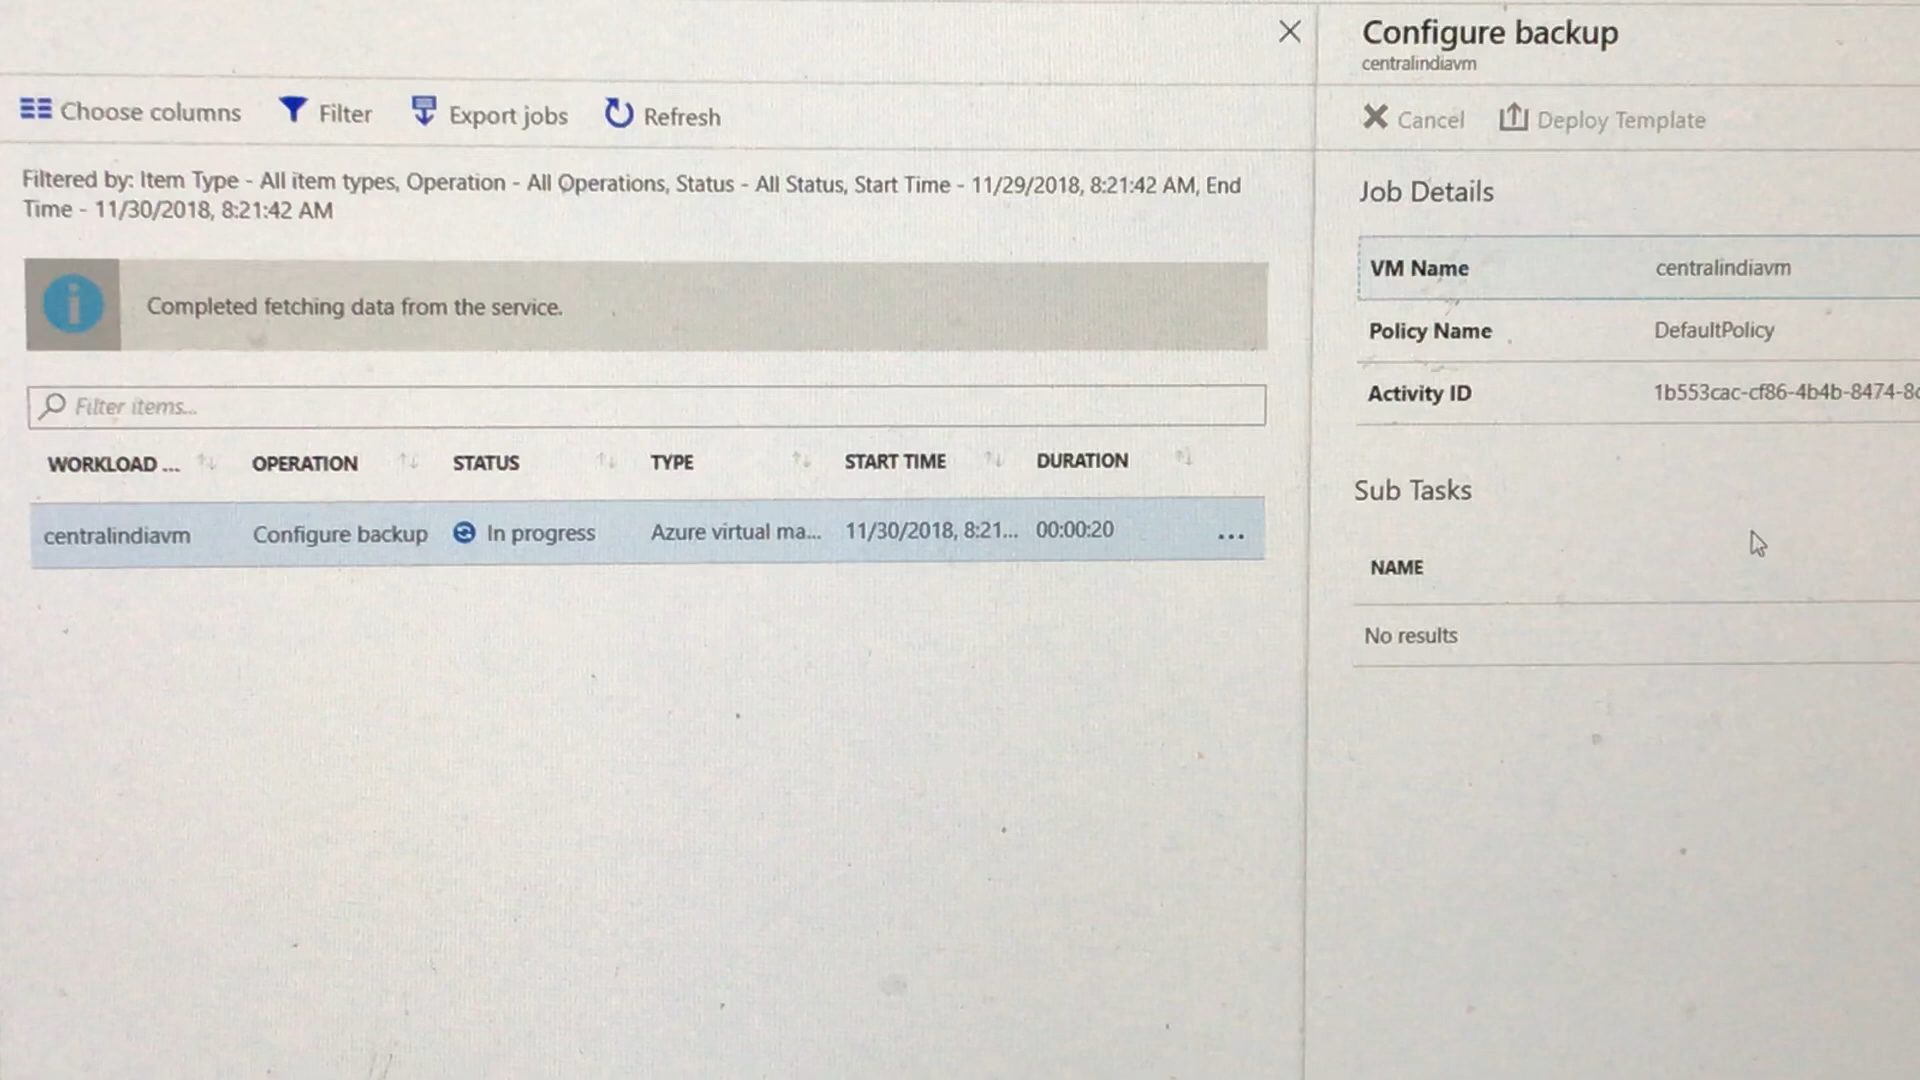 Configure backup
centralindiavm
Choose columns Filter Export jobs Refresh
Cancel Deploy Template
Filtered by: Item Type - All item types, Operation - All Operations, Status - All Status, Start Time - 11/29/2018, 8:21:42 AM, End
Time - 11/30/2018, 8:21:42 AM
Completed fetching data from the service.
Filter items...
WORKLOAD ... OPERATION STATUS TYPE START TIME DURATION
centralindiavm Configure backup In progress Azure virtual ma... 11/30/2018, 8:21... 00:00:20 ...
Job Details
VM Name centralindiavm
Policy Name DefaultPolicy
Activity ID 1b553cac-cf86-4b4b-8474-8
Sub Tasks
NAME
No results